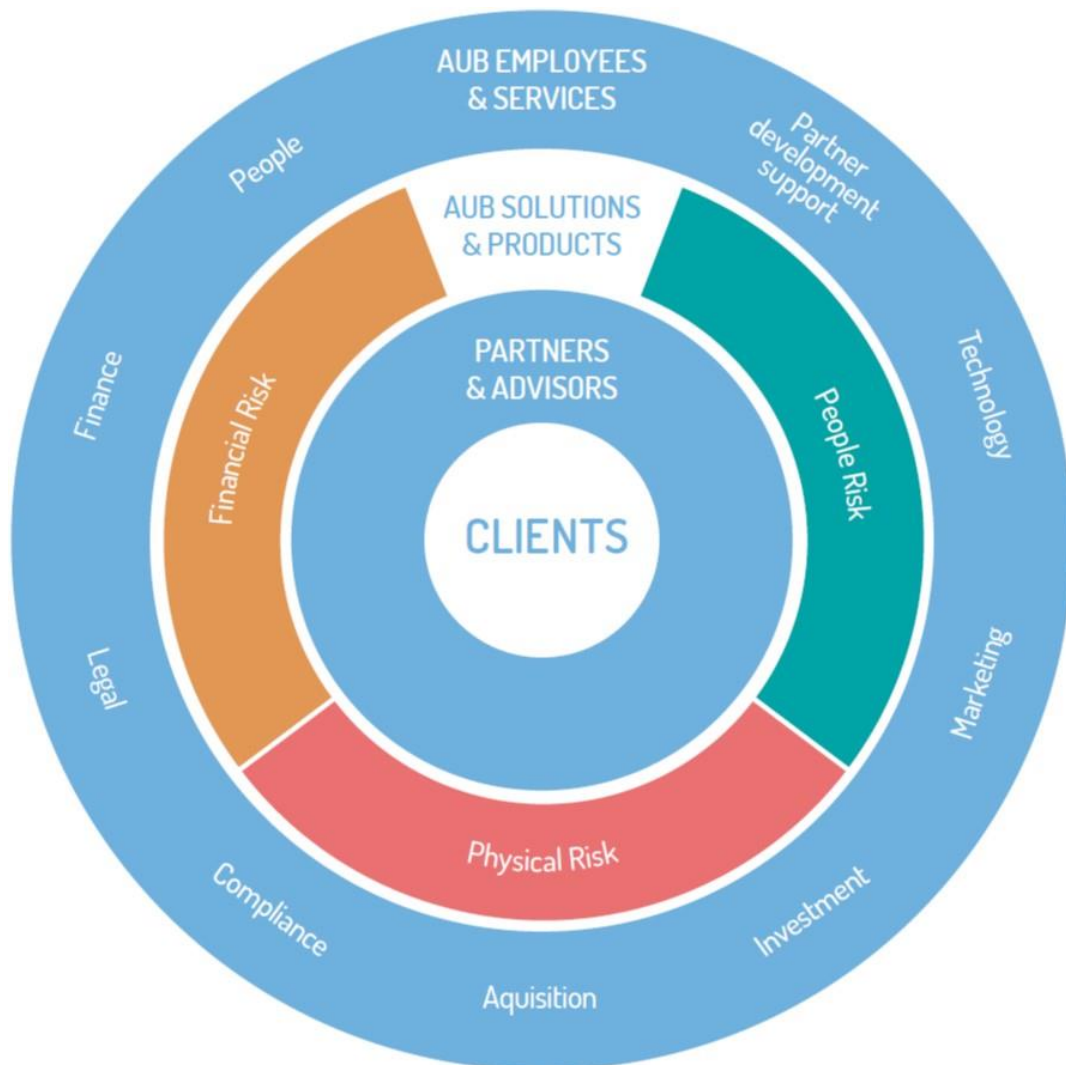 AUB EMPLOYEES
& SERVICES
Partner
development
support
People
AUB SOLUTIONS
& PRODUCTS
PARTNERS
& ADVISORS
Finance
Technology
Financial Risk
People Risk
CLIENTS
Legal
Marketing
Physical Risk
Compliance
Investment
Aquisition